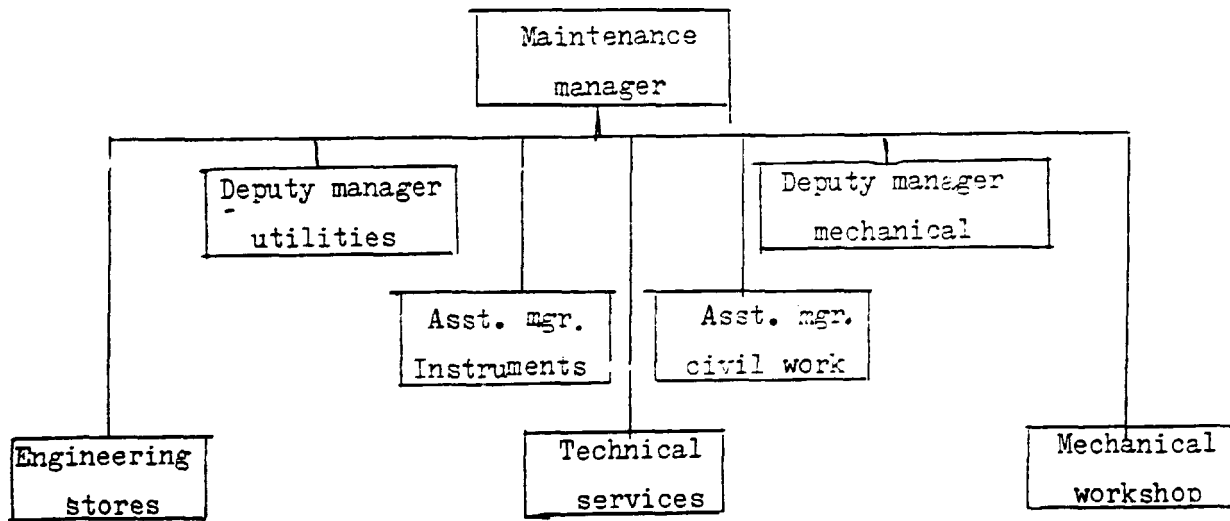 Maintenance
manager
Deputy manager
utilities
Deputy manager
mechanical
Asst. mgr.
Instruments
Asst. mgr.
civil work
Engineering
stores
Technical
services
Mechanical
workshop